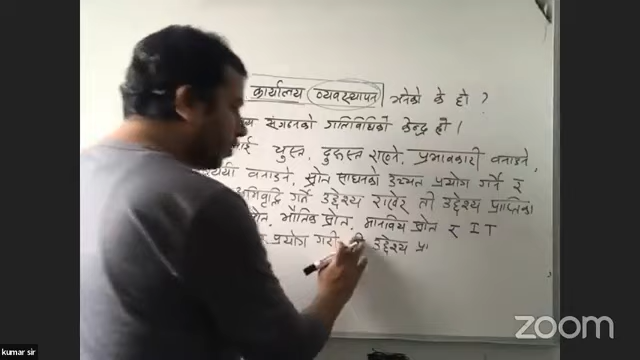 कार्यालय व्यवस्थापन भनेको के हो ?
संगठनको गतिविधिको केन्द्र हो ।
चुस्त, दुरुस्त राख्ने, प्रभावकारी बनाउने,
बनाउने, स्रोत साधनको उच्चतम प्रयोग गर्ने र
अभिवृद्धि गर्ने उद्देश्य राखेर ती उद्देश्य प्राप्तिका
भौतिक स्रोत, मानविय स्रोत र IT
प्रयोग गरी उद्देश्य प्रा
zoom
kumar sir